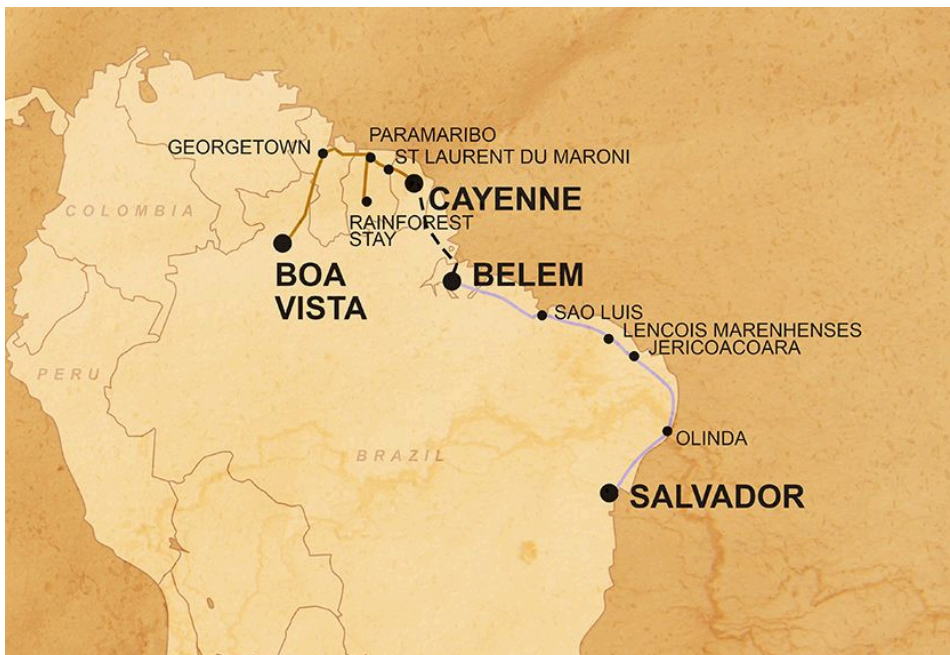 PARAMARIBO
GEORGETOWN
ST LAURENT DU MARONI
CAYENNE
COLOMBIA
RAINFOREST
STAY
BOA
VISTA
BELEM
SAO LUIS
LENCOIS MARENHENSES
JERICOACOARA
PERU
OLINDA
BRAZIL
SALVADOR